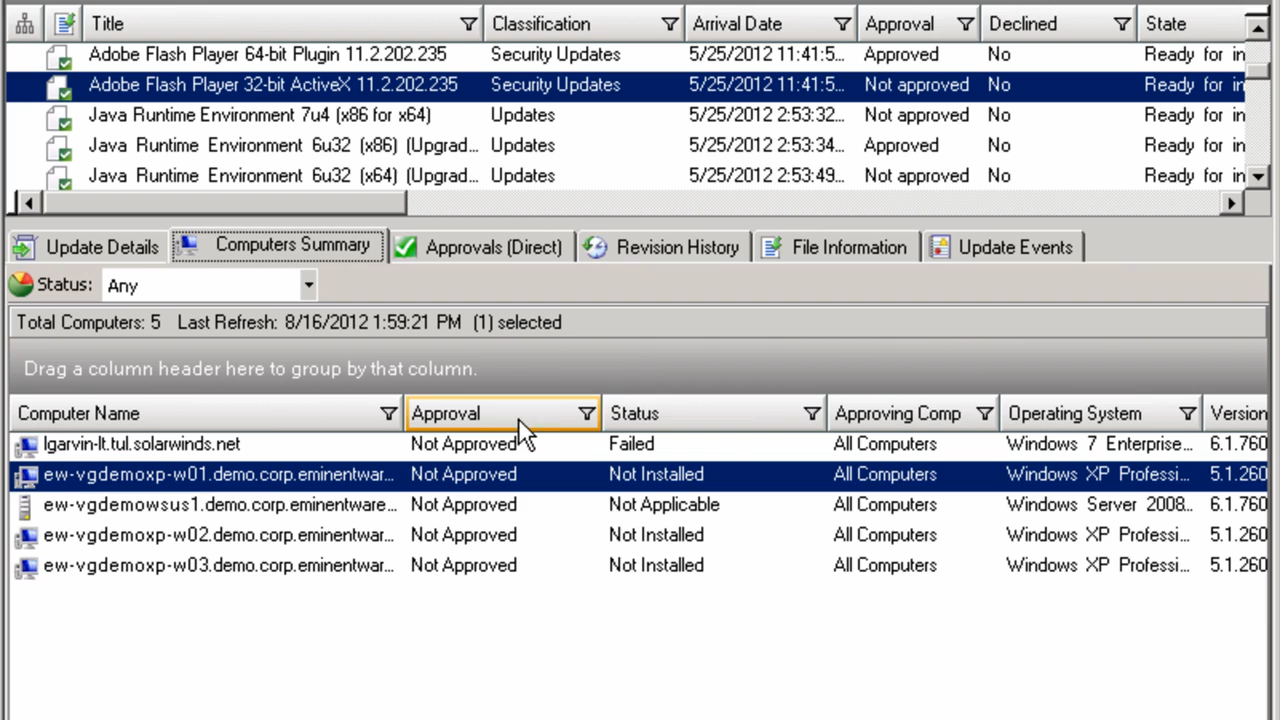 Title Classification Arrival Date Approval Declined State
Adobe Flash Player 64-bit Plugin 11.2.202.235 Security Updates 5/25/2012 11:41:5... Approved No Ready for in
Adobe Flash Player 32-bit ActiveX 11.2.202.235 Security Updates 5/25/2012 11:41:5... Not approved No Ready for in
Java Runtime Environment 7u4 (x86 for x64) Updates 5/25/2012 2:53:32... Not approved No Ready for in
Java Runtime Environment 6u32 (x86) (Upgrad... Updates 5/25/2012 2:53:34... Approved No Ready for in
Java Runtime Environment 6u32 (x64) (Upgrad... Updates 5/25/2012 2:53:49... Not approved No Ready for in
Update Details Computers Summary Approvals (Direct) Revision History File Information Update Events
Status: Any
Total Computers: 5 Last Refresh: 8/16/2012 1:59:21 PM (1) selected
Drag a column header here to group by that column.
Computer Name Approval Status Approving Comp Operating System Version
lgarvin-lt.tul.solarwinds.net Not Approved Failed All Computers Windows 7 Enterprise... 6.1.760
ew-vgdemoxp-w01.demo.corp.eminentwar... Not Approved Not Installed All Computers Windows XP Professi... 5.1.260
ew-vgdemowsus1.demo.corp.eminentware... Not Approved Not Applicable All Computers Windows Server 2008... 6.1.760
ew-vgdemoxp-w02.demo.corp.eminentwar... Not Approved Not Installed All Computers Windows XP Professi... 5.1.260
ew-vgdemoxp-w03.demo.corp.eminentwar... Not Approved Not Installed All Computers Windows XP Professi... 5.1.260